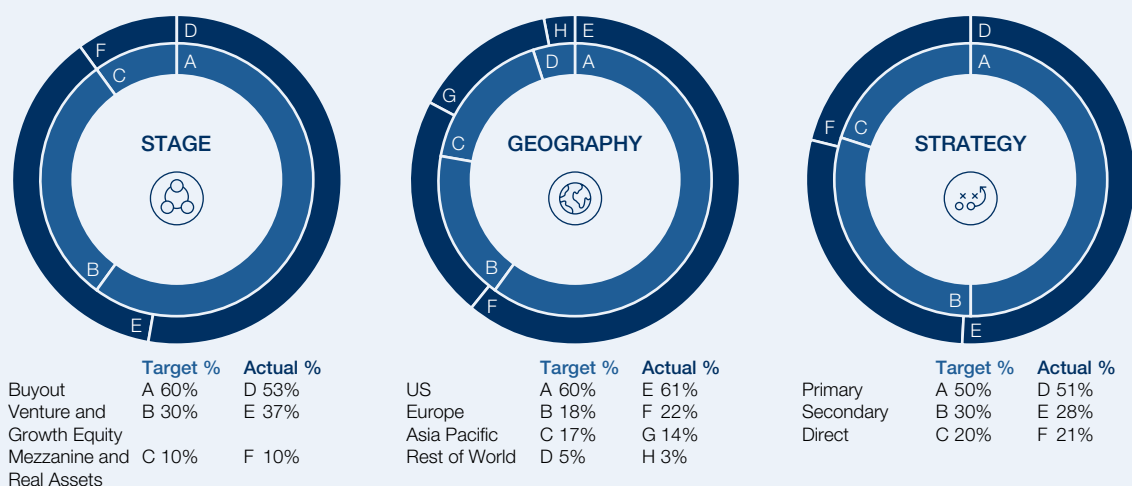 D
F
A
C
STAGE
B
E
Target % Actual %
Buyout A 60% D 53%
Venture and B 30% E 37%
Growth Equity
Mezzanine and C 10% F 10%
Real Assets
H E
D A
G
C
GEOGRAPHY
B
F
Target % Actual %
US A 60% E 61%
Europe B 18% F 22%
Asia Pacific C 17% G 14%
Rest of World D 5% H 3%
D
A
F C
STRATEGY
B
E
Target % Actual %
Primary A 50% D 51%
Secondary B 30% E 28%
Direct C 20% F 21%